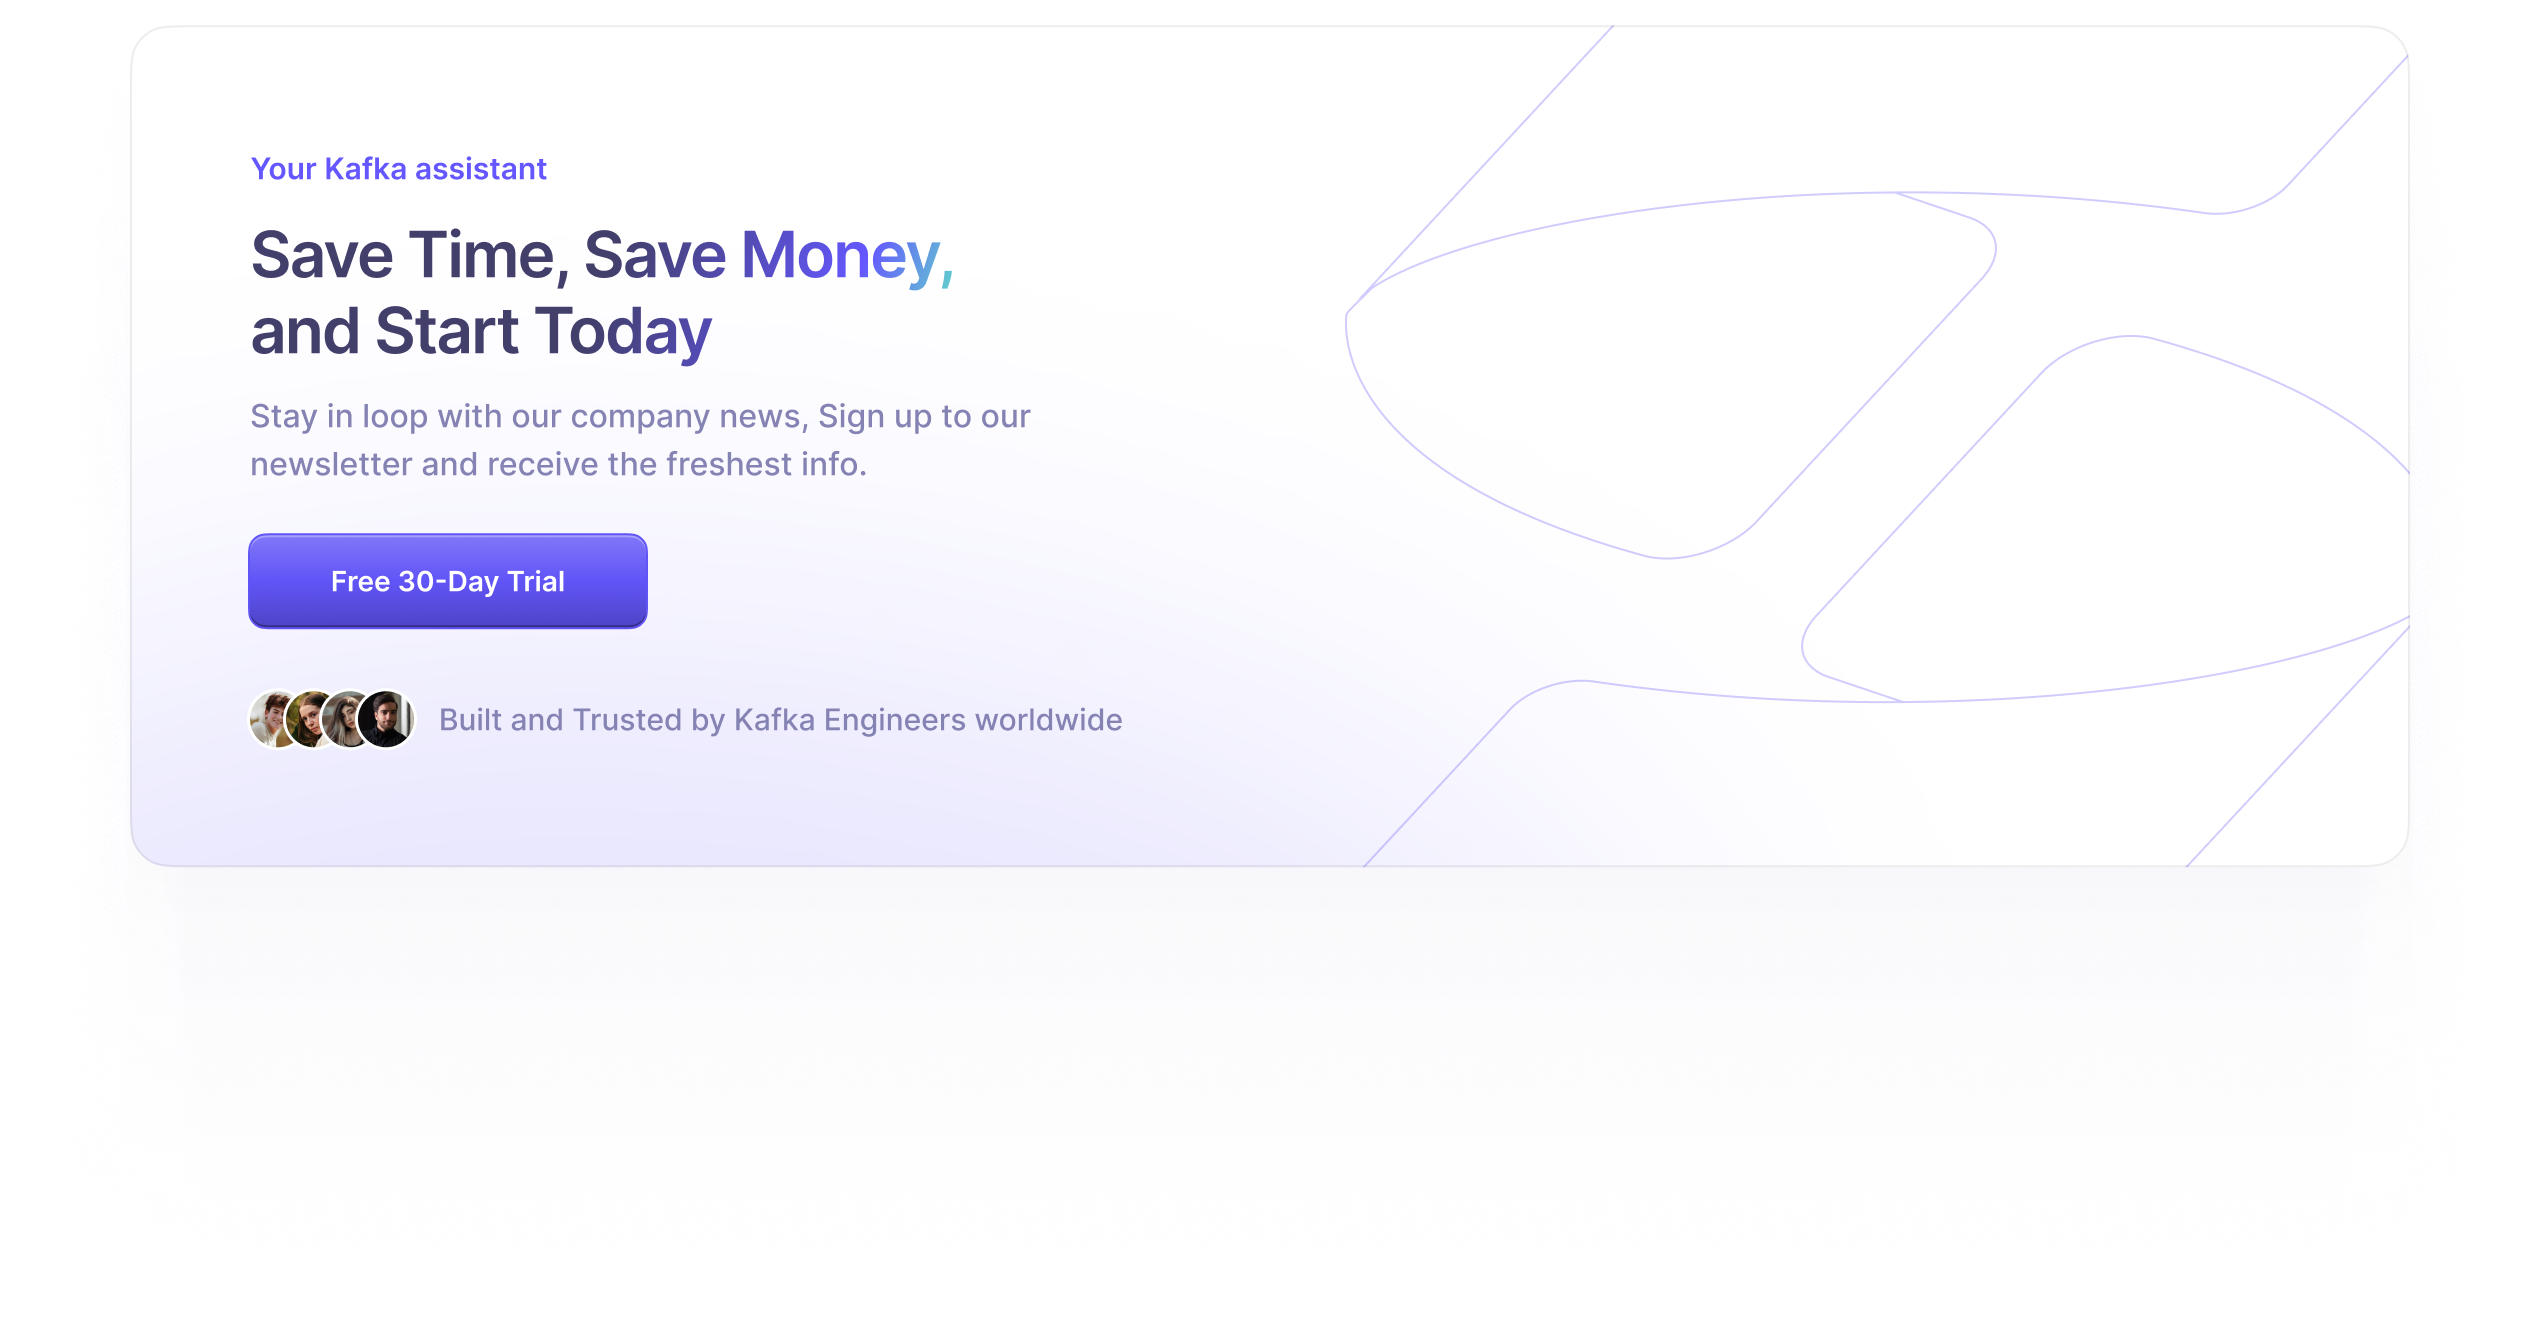 Your Kafka assistant
Save Time, Save Money,
and Start Today
Stay in loop with our company news, Sign up to our
newsletter and receive the freshest info.
Free 30-Day Trial
Built and Trusted by Kafka Engineers worldwide